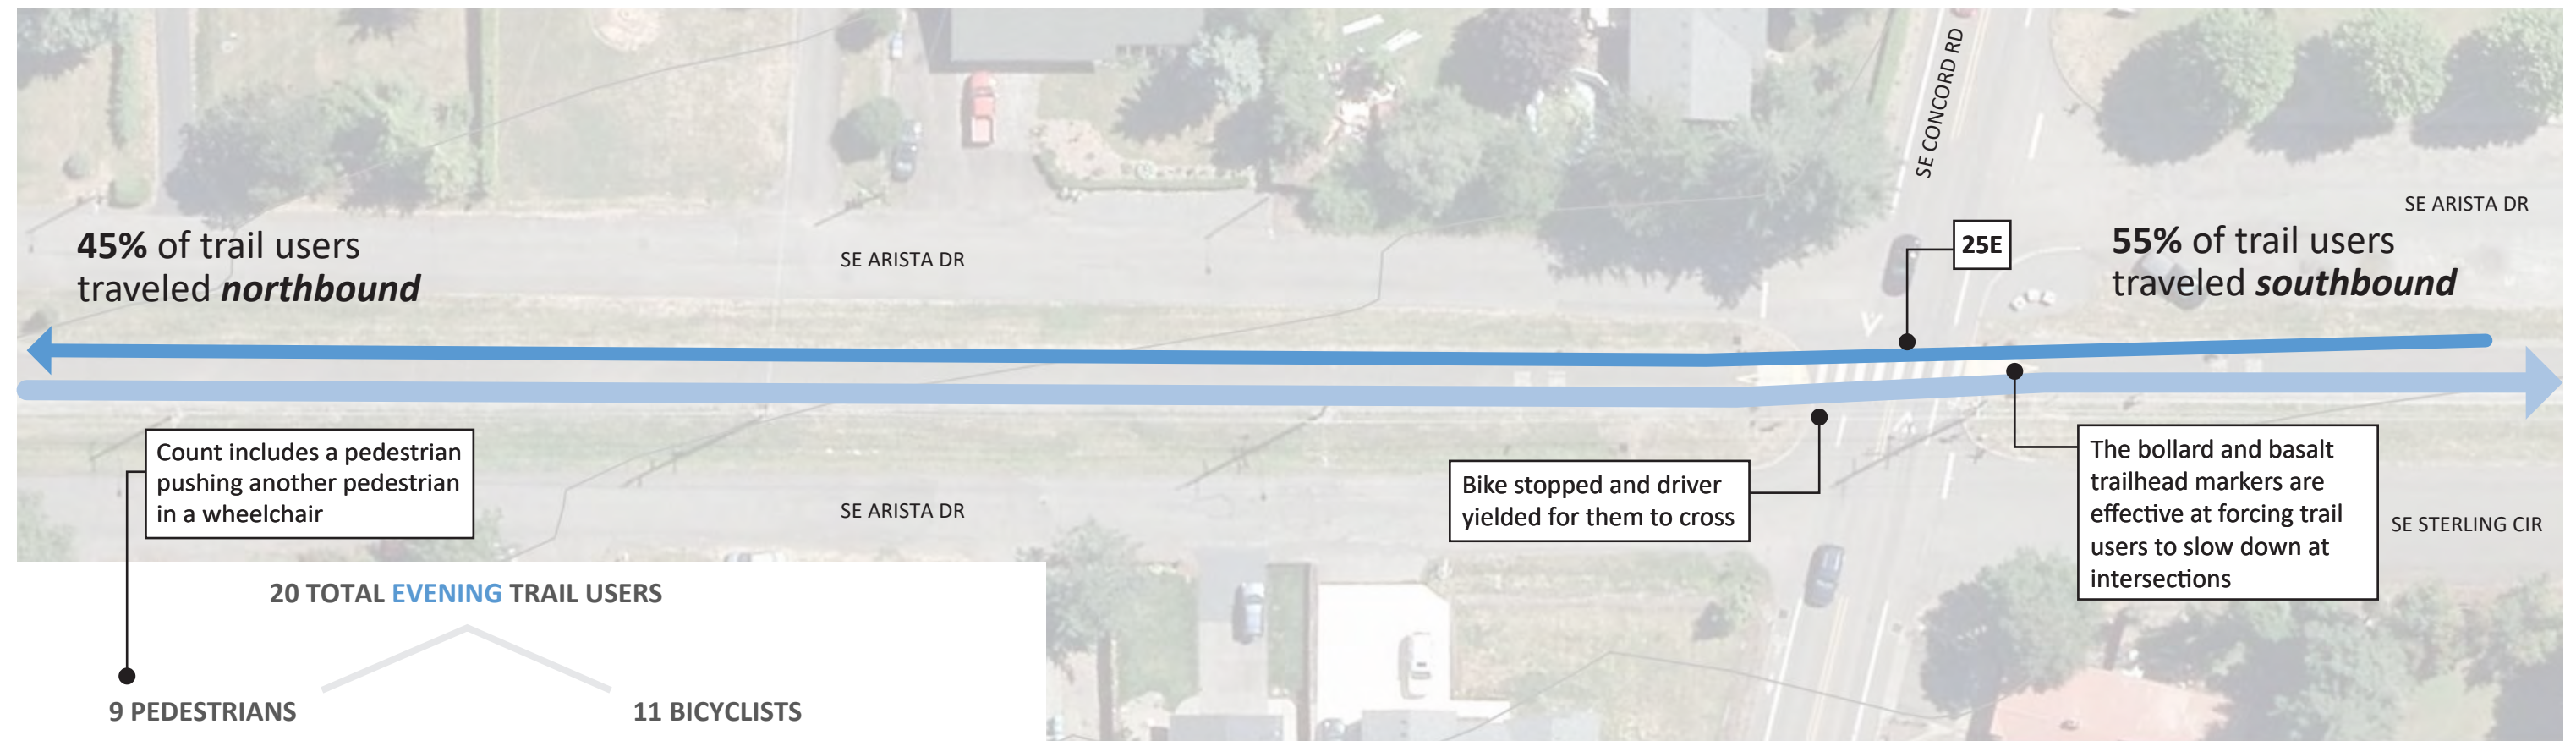 SE CONCORD RD
SE ARISTA DR
45% of trail users
traveled northbound
SE ARISTA DR
25E
55% of trail users
traveled southbound
Count includes a pedestrian
pushing another pedestrian
in a wheelchair
SE ARISTA DR
Bike stopped and driver
yielded for them to cross
The bollard and basalt
trailhead markers are
effective at forcing trail
users to slow down at
intersections
SE STERLING CIR
20 TOTAL EVENING TRAIL USERS
9 PEDESTRIANS
11 BICYCLISTS